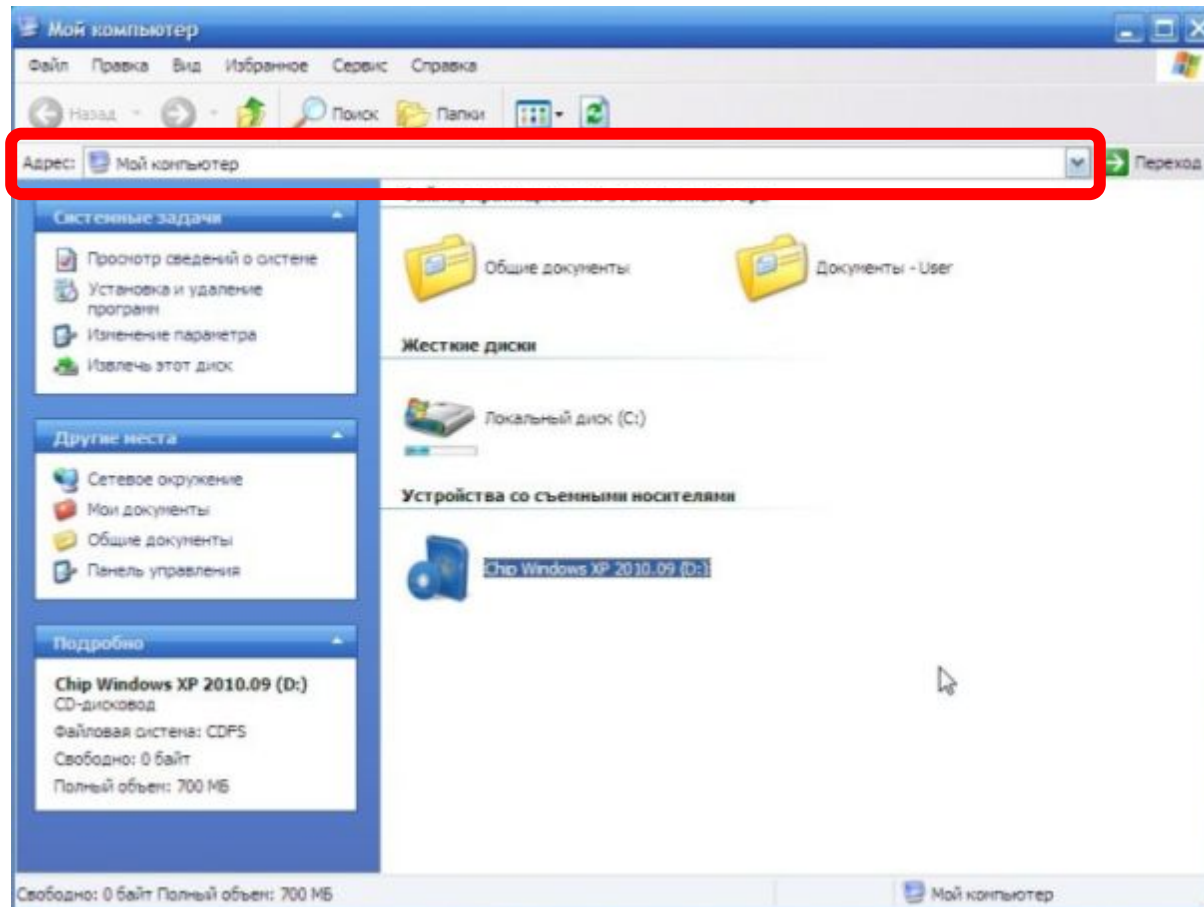 Мой компьютер
Файл Правка Вид Избранное Сервис Справка
Назад Поиск Папки
Адрес: Мой компьютер Переход
Системные задачи
Просмотр сведений о системе
Установка и удаление
программ
Изменение параметра
Извлечь этот диск
Другие места
Сетевое окружение
Мои документы
Общие документы
Панель управления
Подробно
Chip Windows XP 2010.09 (D:)
CD-дисковод
Файловая система: CDFS
Свободно: 0 байт
Полный объем: 700 МБ
Общие документы
Документы - User
Жесткие диски
Локальный диск (C:)
Устройства со съемными носителями
Chip Windows XP 2010.09 (D:)
Свободно: 0 байт Полный объем: 700 МБ
Мой компьютер